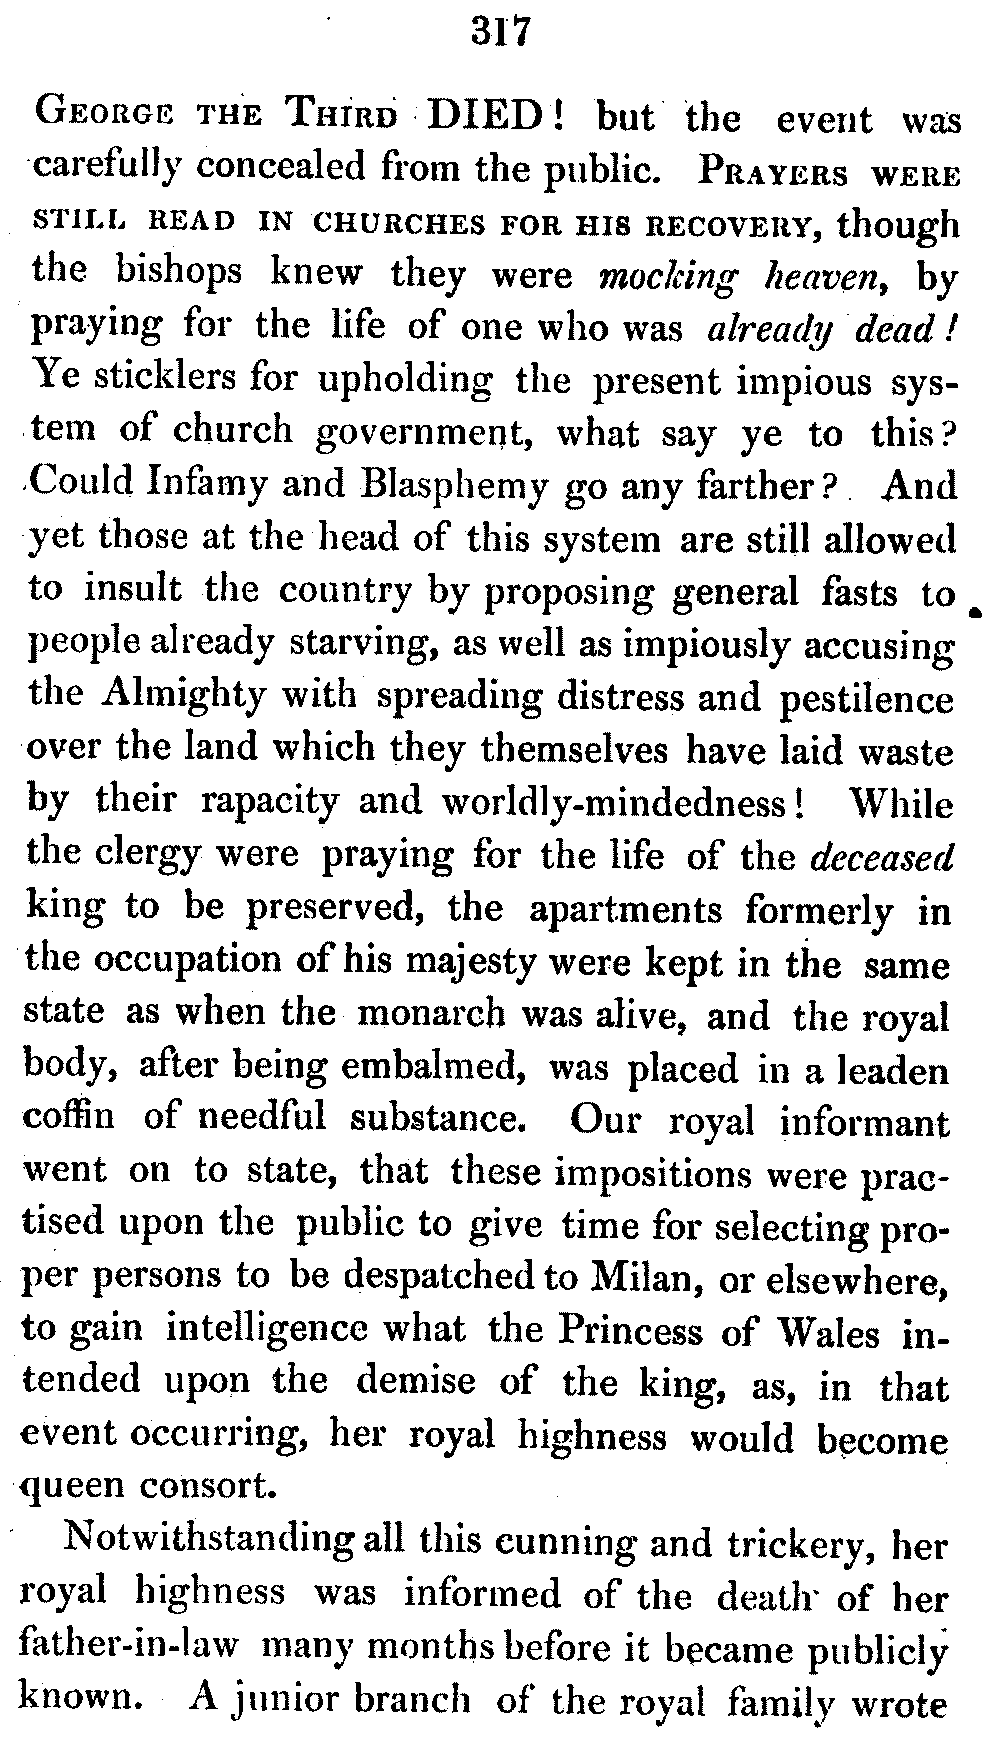 317
GEORGE THE THIRD DIED! but the event was
carefully concealed from the public. PRAYERS WERE
STILL READ IN CHURCHES FOR HIS RECOVERY, though
the bishops knew they were mocking heaven, by
praying for the life of one who was already dead!
Ye sticklers for upholding the present impious sys-
tem of church government, what say ye to this?
Could Infamy and Blasphemy go any farther? And
yet those at the head of this system are still allowed
to insult the country by proposing general fasts to
people already starving, as well as impiously accusing
the Almighty with spreading distress and pestilence
over the land which they themselves have laid waste
by their rapacity and worldly-mindedness! While
the clergy were praying for the life of the deceased
king to be preserved, the apartments formerly in
the occupation of his majesty were kept in the same
state as when the monarch was alive, and the royal
body, after being embalmed, was placed in a leaden
coffin of needful substance. Our royal informant
went on to state, that these impositions were prac-
tised upon the public to give time for selecting pro-
per persons to be despatched to Milan, or elsewhere,
to gain intelligence what the Princess of Wales in-
tended upon the demise of the king, as, in that
event occurring, her royal highness would become
queen consort.
Notwithstanding all this cunning and trickery, her
royal highness was informed of the death of her
father-in-law many months before it became publicly
known. A junior branch of the royal family wrote